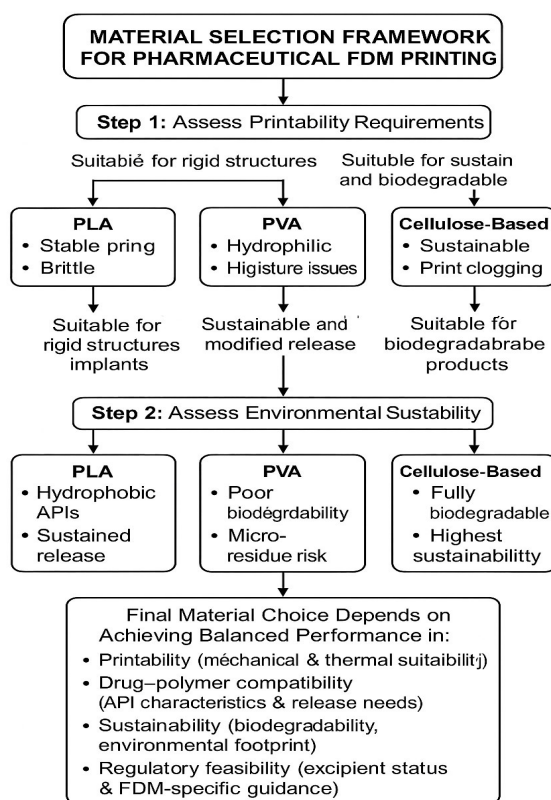 MATERIAL SELECTION FRAMEWORK
FOR PHARMACEUTICAL FDM PRINTING
Step 1: Assess Printability Requirements
Suitabié for rigid structures
Suituble for sustain
and biodegradable
PLA
• Stable pring
• Brittle
PVA
• Hydrophilic
• Higisture issues
Cellulose-Based
• Sustainable
• Print clogging
Suitable for
rigid structures
implants
Sustainable and
modified release
Suitable for
biodegradabrabe
products
Step 2: Assess Environmental Sustability
PLA
• Hydrophobic
APIs
• Sustained
release
PVA
• Poor
biodégrdability
• Micro-
residue risk
Cellulose-Based
• Fully
biodegradable
• Highest
sustainabilitty
Final Material Choice Depends on
Achieving Balanced Performance in:
• Printability (méchanical & thermal suitaibilitj)
• Drug–polymer compatibility
(API characteristics & release needs)
• Sustainability (biodegradability,
environmental footprint)
• Regulatory feasibility (excipient status
& FDM-specific guidance)